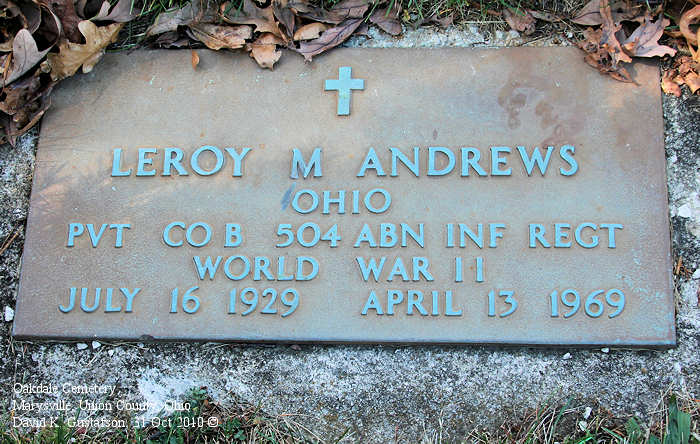 LEROY M ANDREWS
OHIO
PVT CO B 504 ABN INF REGT
WORLD WAR II
JULY 16 1929 APRIL 13 1969
Oakdale Cemetery
Marysville, Union County, Ohio
David K. Gustafson, 31 Oct 2010 ©